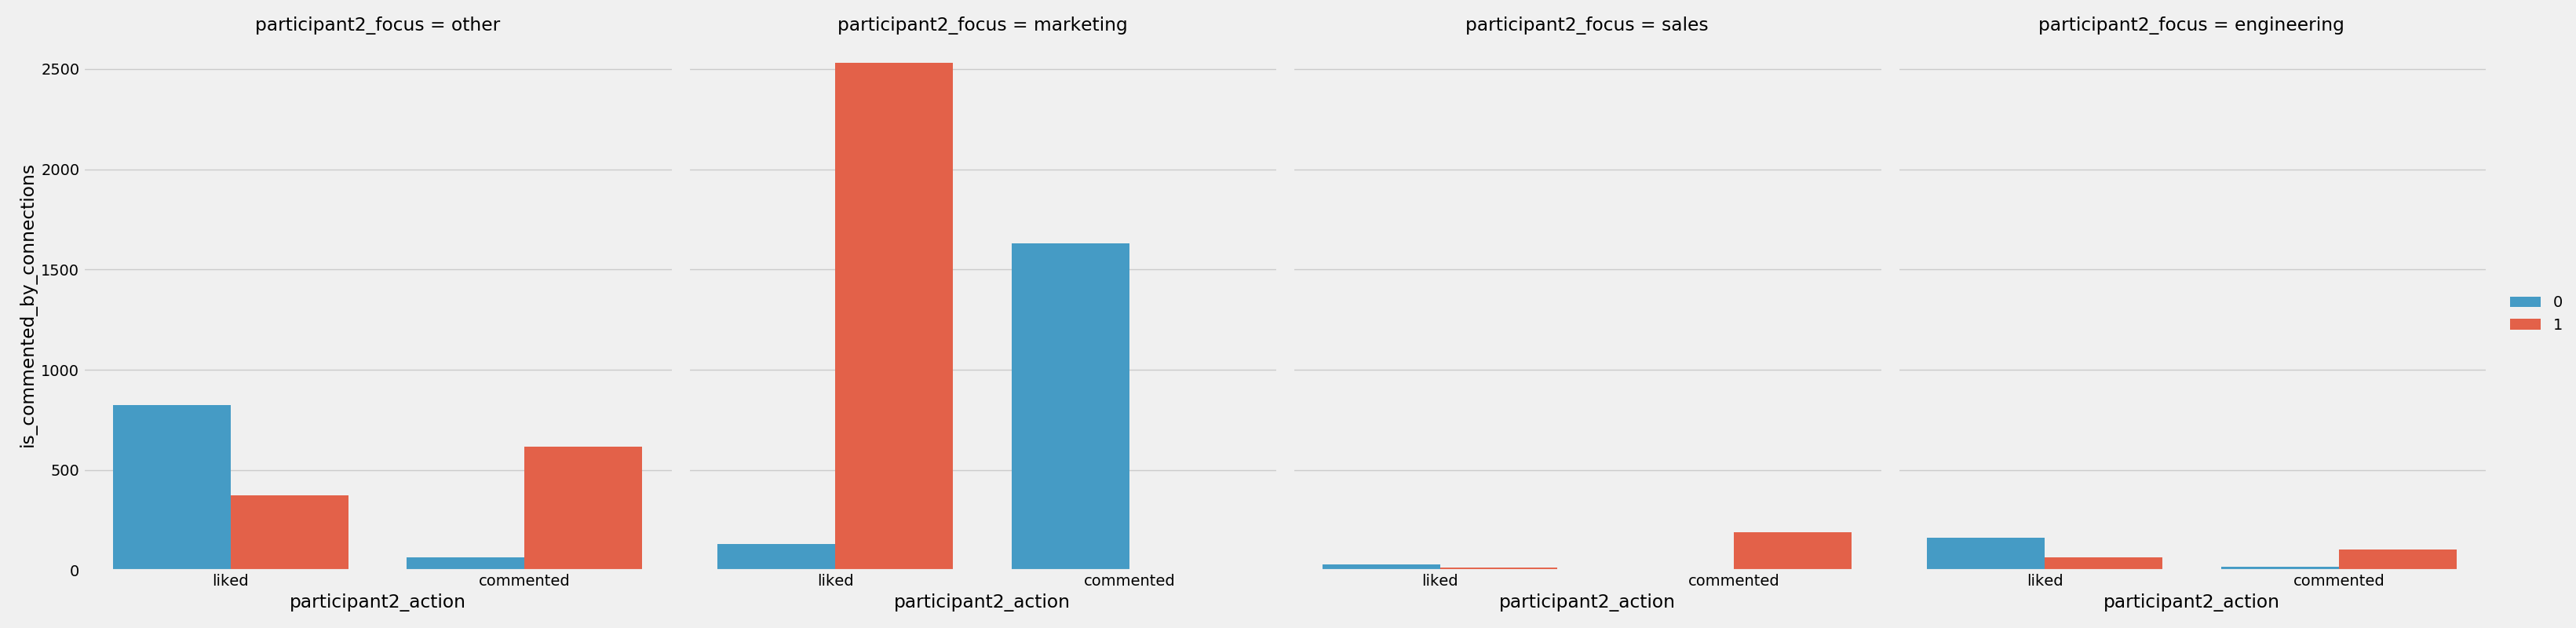 participant2_focus = other
participant2_focus = marketing
participant2_focus = sales
participant2_focus = engineering
is_commented_by_connections
2500
2000
1500
1000
500
0
0
1
liked
commented
liked
commented
liked
commented
liked
commented
participant2_action
participant2_action
participant2_action
participant2_action